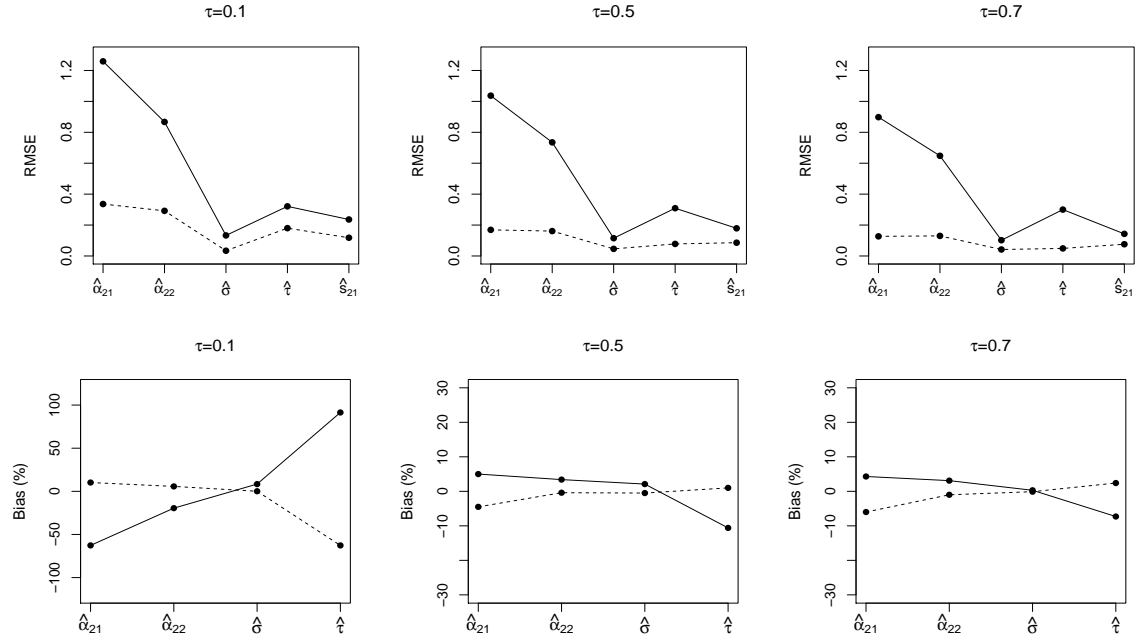 τ=0.1
τ=0.5
τ=0.7
RMSE
0.0 0.4 0.8 1.2
α̂₂₁ α̂₂₂ σ̂ τ̂ ŝ₂₁
RMSE
0.0 0.4 0.8 1.2
α̂₂₁ α̂₂₂ σ̂ τ̂ ŝ₂₁
RMSE
0.0 0.4 0.8 1.2
α̂₂₁ α̂₂₂ σ̂ τ̂ ŝ₂₁
τ=0.1
τ=0.5
τ=0.7
Bias (%)
−100 −50 0 50 100
α̂₂₁ α̂₂₂ σ̂ τ̂
Bias (%)
−30 −10 0 10 20 30
α̂₂₁ α̂₂₂ σ̂ τ̂
Bias (%)
−30 −10 0 10 20 30
α̂₂₁ α̂₂₂ σ̂ τ̂